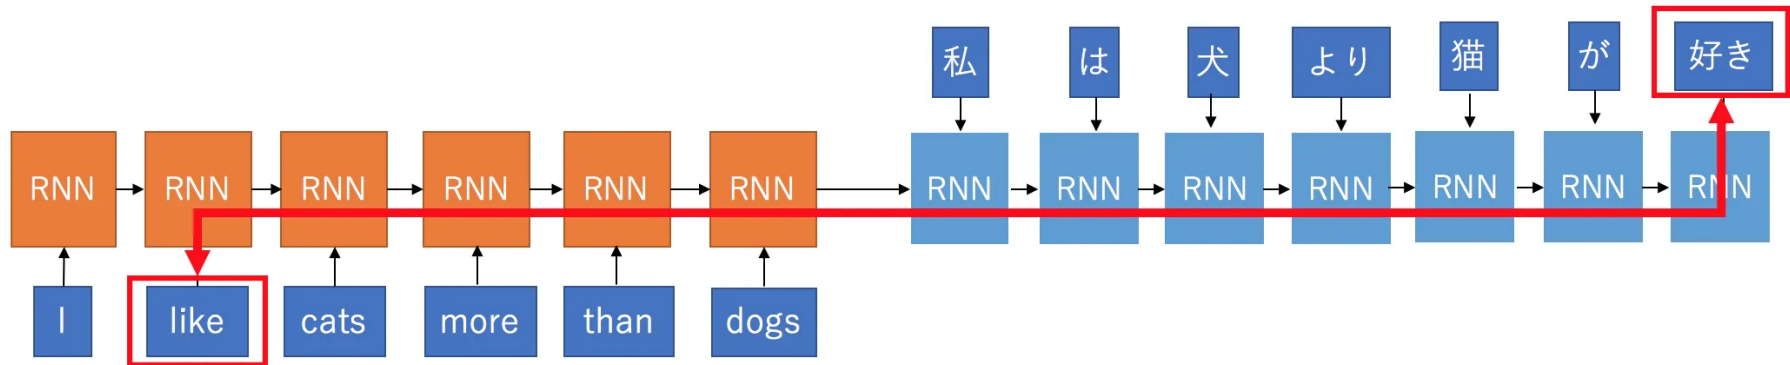 私 は 犬 より 猫 が 好き
RNN RNN RNN RNN RNN RNN RNN RNN RNN RNN RNN RNN RNN
I like cats more than dogs